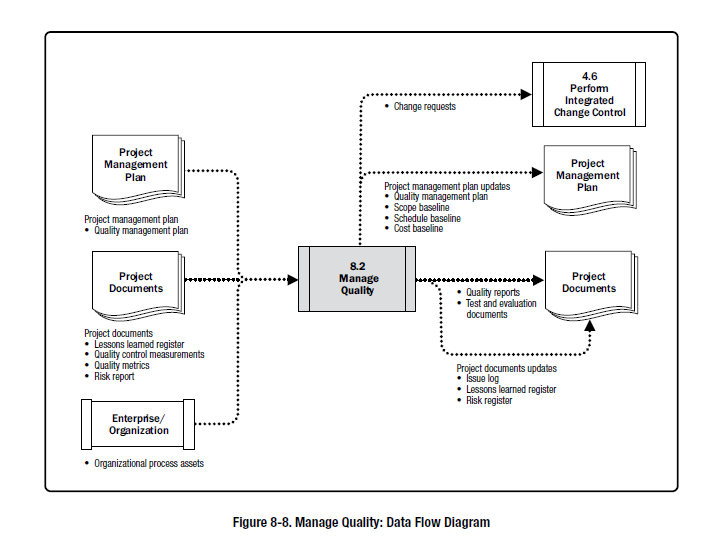 4.6
Perform
Integrated
Change Control
• Change requests
Project
Management
Plan
Project management plan
• Quality management plan
Project
Management
Plan
Project management plan updates
• Quality management plan
• Scope baseline
• Schedule baseline
• Cost baseline
8.2
Manage
Quality
Project
Documents
Project documents
• Lessons learned register
• Quality control measurements
• Quality metrics
• Risk report
Project
Documents
• Quality reports
• Test and evaluation
documents
Project documents updates
• Issue log
• Lessons learned register
• Risk register
Enterprise/
Organization
• Organizational process assets
Figure 8-8. Manage Quality: Data Flow Diagram